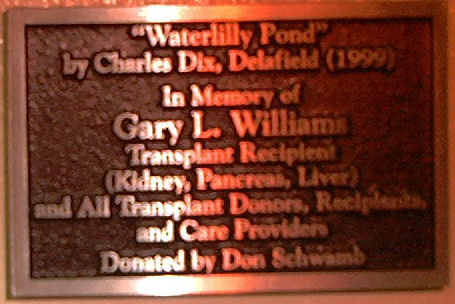 "Waterlilly Pond"
by Charles Dix, Delafield (1999)
In Memory of
Gary L. Williams
Transplant Recipient
(Kidney, Pancreas, Liver)
and All Transplant Donors, Recipients,
and Care Providers
Donated by Don Schwamb